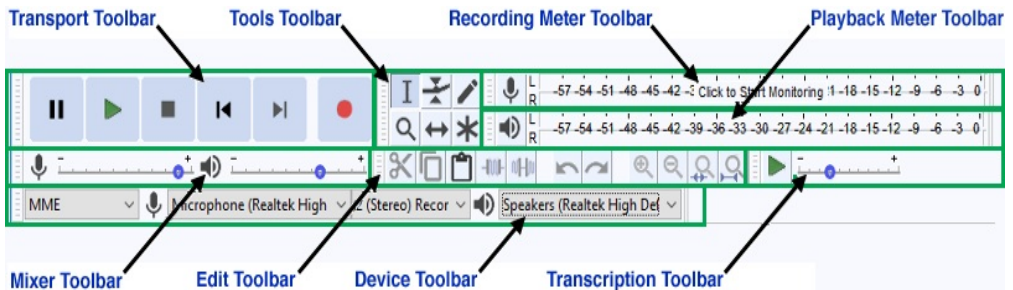 Transport Toolbar Tools Toolbar Recording Meter Toolbar Playback Meter Toolbar
L
R
-57 -54 -51 -48 -45 -42 -3 Click to Start Monitoring !1 -18 -15 -12 -9 -6 -3 0
L
R
-57 -54 -51 -48 -45 -42 -39 -36 -33 -30 -27 -24 -21 -18 -15 -12 -9 -6 -3 0
- + - + - +
MME Microphone (Realtek High 2 (Stereo) Recor Speakers (Realtek High Def
Mixer Toolbar Edit Toolbar Device Toolbar Transcription Toolbar